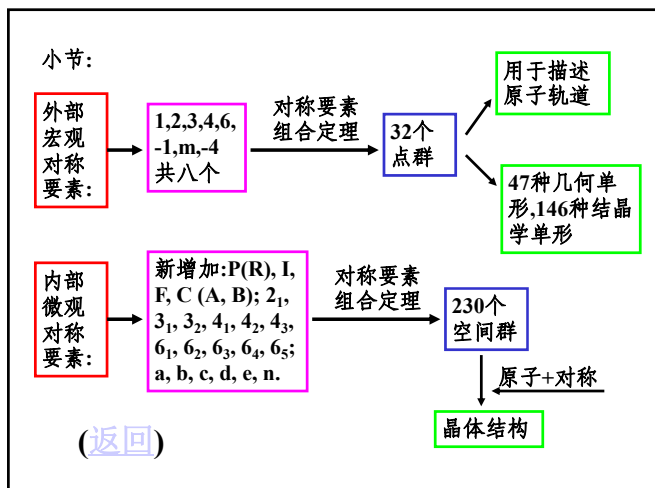 小节:
外部
宏观
对称
要素:
1,2,3,4,6,
-1,m,-4
共八个
对称要素
组合定理
32个
点群
用于描述
原子轨道
47种几何单
形,146种结晶
学单形
内部
微观
对称
要素:
新增加:P(R), I,
F, C (A, B); 2₁,
3₁, 3₂, 4₁, 4₂, 4₃,
6₁, 6₂, 6₃, 6₄, 6₅;
a, b, c, d, e, n.
对称要素
组合定理
230个
空间群
原子+对称
晶体结构
(返回)